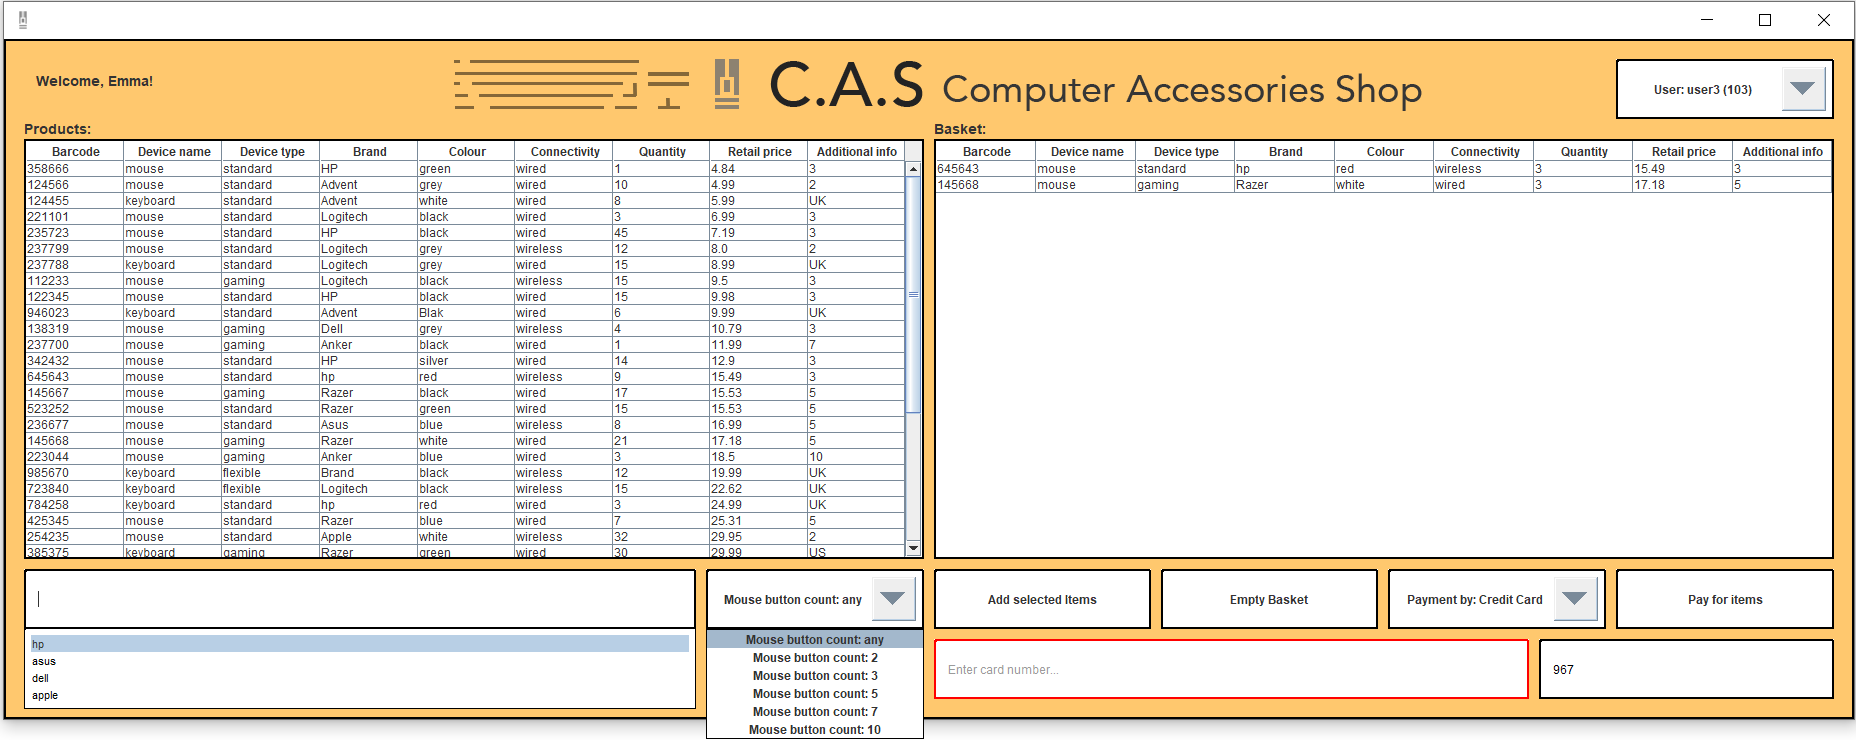 Welcome, Emma!
C.A.S Computer Accessories Shop
User: user3 (103)
Products:
Barcode Device name Device type Brand Colour Connectivity Quantity Retail price Additional info
358666 mouse standard HP green wired 1 4.84 3
124566 mouse standard Advent grey wired 10 4.99 2
124455 keyboard standard Advent white wired 8 5.99 UK
221101 mouse standard Logitech black wired 3 6.99 3
235723 mouse standard HP black wired 45 7.19 3
237799 mouse standard Logitech grey wireless 12 8.0 2
237788 keyboard standard Logitech grey wired 15 8.99 UK
112233 mouse gaming Logitech black wireless 15 9.5 3
122345 mouse standard HP black wired 15 9.98 3
946023 keyboard standard Advent Blak wired 6 9.99 UK
138319 mouse gaming Dell grey wireless 4 10.79 3
237700 mouse gaming Anker black wired 1 11.99 7
342432 mouse standard HP silver wired 14 12.9 3
645643 mouse standard hp red wireless 9 15.49 3
145667 mouse gaming Razer black wired 17 15.53 5
523252 mouse standard Razer green wired 15 15.53 5
236677 mouse standard Asus blue wireless 8 16.99 5
145668 mouse gaming Razer white wired 21 17.18 5
223044 mouse gaming Anker blue wired 3 18.5 10
985670 keyboard flexible Brand black wireless 12 19.99 UK
723840 keyboard flexible Logitech black wireless 15 22.62 UK
784258 keyboard standard hp red wired 3 24.99 UK
425345 mouse standard Razer blue wired 7 25.31 5
254235 mouse standard Apple white wireless 32 29.95 2
385375 keyboard gaming Razer green wired 30 29.99 US
Basket:
Barcode Device name Device type Brand Colour Connectivity Quantity Retail price Additional info
645643 mouse standard hp red wireless 3 15.49 3
145668 mouse gaming Razer white wired 3 17.18 5
hp
asus
dell
apple
Mouse button count: any
Mouse button count: any
Mouse button count: 2
Mouse button count: 3
Mouse button count: 5
Mouse button count: 7
Mouse button count: 10
Add selected Items
Empty Basket
Payment by: Credit Card
Pay for items
Enter card number...
967